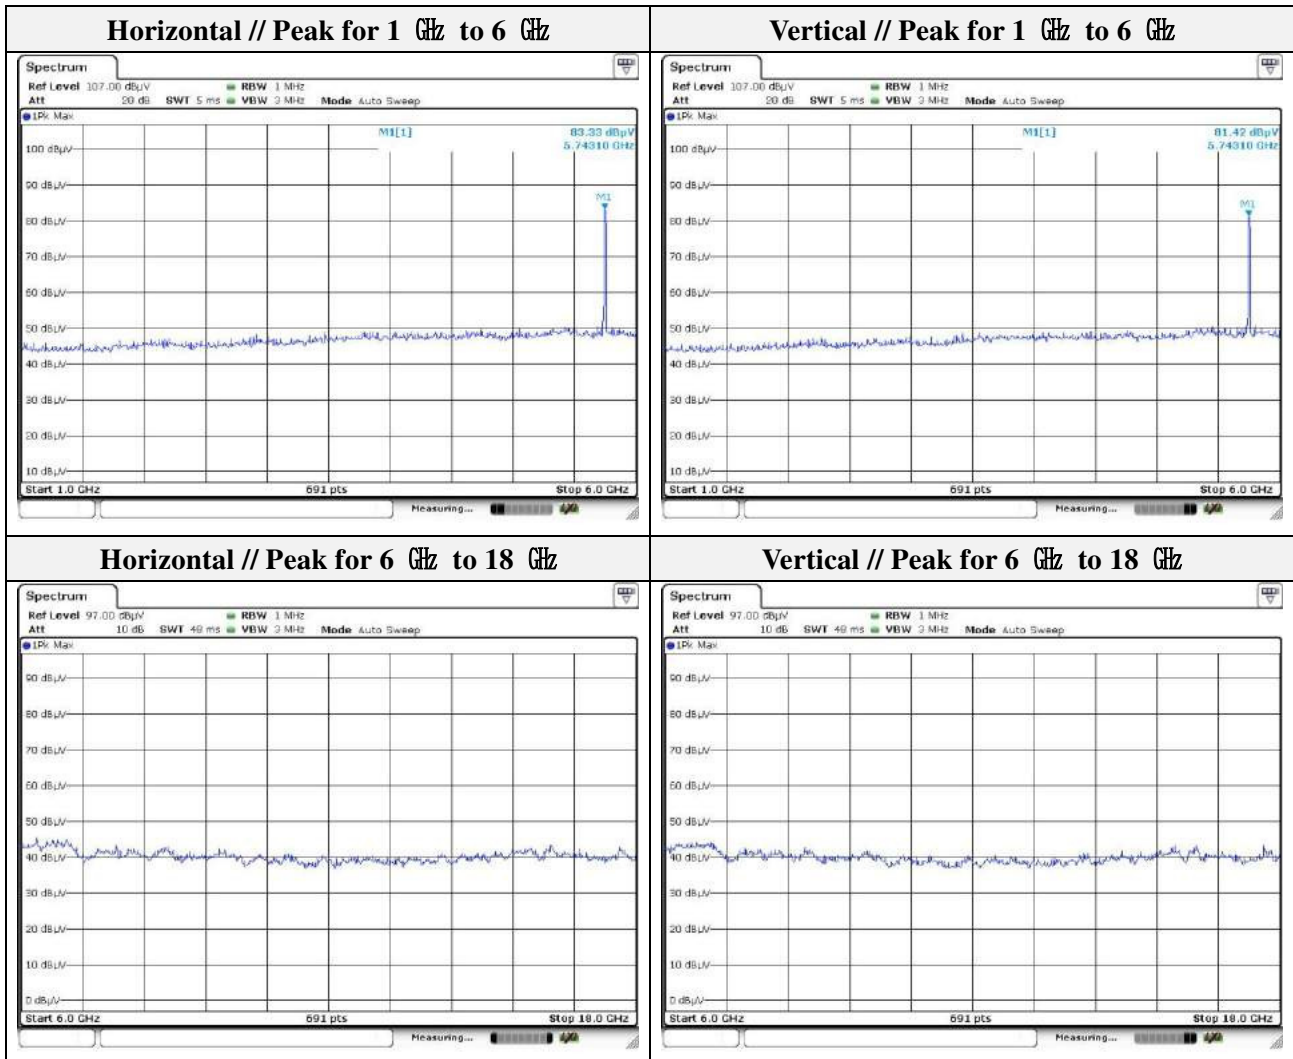 Horizontal // Peak for 1 ㎓ to 6 ㎓
Vertical // Peak for 1 ㎓ to 6 ㎓
Spectrum
Ref Level 107.00 dBµV RBW 1 MHz
Att 20 dB SWT 5 ms VBW 3 MHz Mode Auto Sweep
1Pk Max
M1[1] 83.33 dBµV
5.74310 GHz
100 dBµV
M1
90 dBµV
80 dBµV
70 dBµV
60 dBµV
50 dBµV
40 dBµV
30 dBµV
20 dBµV
10 dBµV
Start 1.0 GHz 691 pts Stop 6.0 GHz
Measuring...
Spectrum
Ref Level 107.00 dBµV RBW 1 MHz
Att 20 dB SWT 5 ms VBW 3 MHz Mode Auto Sweep
1Pk Max
M1[1] 81.42 dBµV
5.74310 GHz
100 dBµV
90 dBµV
M1
80 dBµV
70 dBµV
60 dBµV
50 dBµV
40 dBµV
30 dBµV
20 dBµV
10 dBµV
Start 1.0 GHz 691 pts Stop 6.0 GHz
Measuring...
Horizontal // Peak for 6 ㎓ to 18 ㎓
Vertical // Peak for 6 ㎓ to 18 ㎓
Spectrum
Ref Level 97.00 dBµV RBW 1 MHz
Att 10 dB SWT 48 ms VBW 3 MHz Mode Auto Sweep
1Pk Max
90 dBµV
80 dBµV
70 dBµV
60 dBµV
50 dBµV
40 dBµV
30 dBµV
20 dBµV
10 dBµV
0 dBµV
Start 6.0 GHz 691 pts Stop 18.0 GHz
Measuring...
Spectrum
Ref Level 97.00 dBµV RBW 1 MHz
Att 10 dB SWT 48 ms VBW 3 MHz Mode Auto Sweep
1Pk Max
90 dBµV
80 dBµV
70 dBµV
60 dBµV
50 dBµV
40 dBµV
30 dBµV
20 dBµV
10 dBµV
0 dBµV
Start 6.0 GHz 691 pts Stop 18.0 GHz
Measuring...